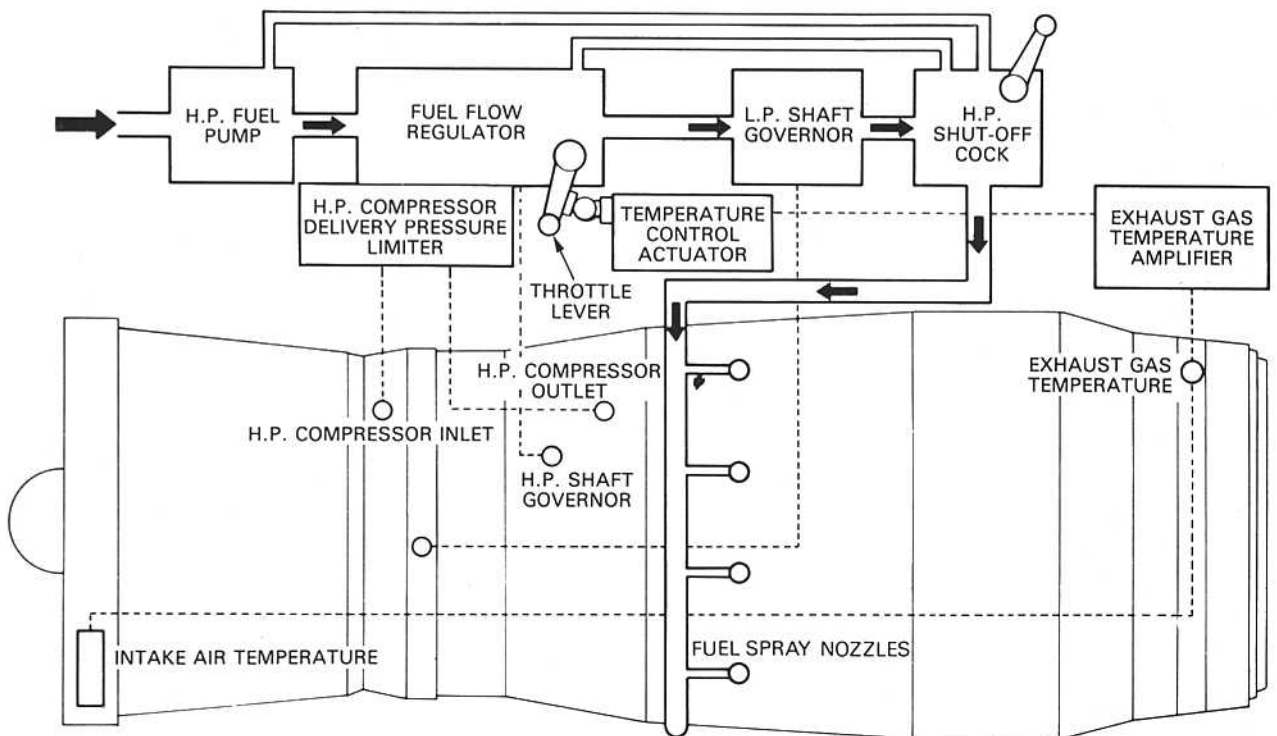 H.P. FUEL
PUMP
FUEL FLOW
REGULATOR
L.P. SHAFT
GOVERNOR
H.P.
SHUT-OFF
COCK
H.P. COMPRESSOR
DELIVERY PRESSURE
LIMITER
TEMPERATURE
CONTROL
ACTUATOR
EXHAUST GAS
TEMPERATURE
AMPLIFIER
THROTTLE
LEVER
H.P. COMPRESSOR
OUTLET
EXHAUST GAS
TEMPERATURE
H.P. COMPRESSOR INLET
H.P. SHAFT
GOVERNOR
INTAKE AIR TEMPERATURE
FUEL SPRAY NOZZLES